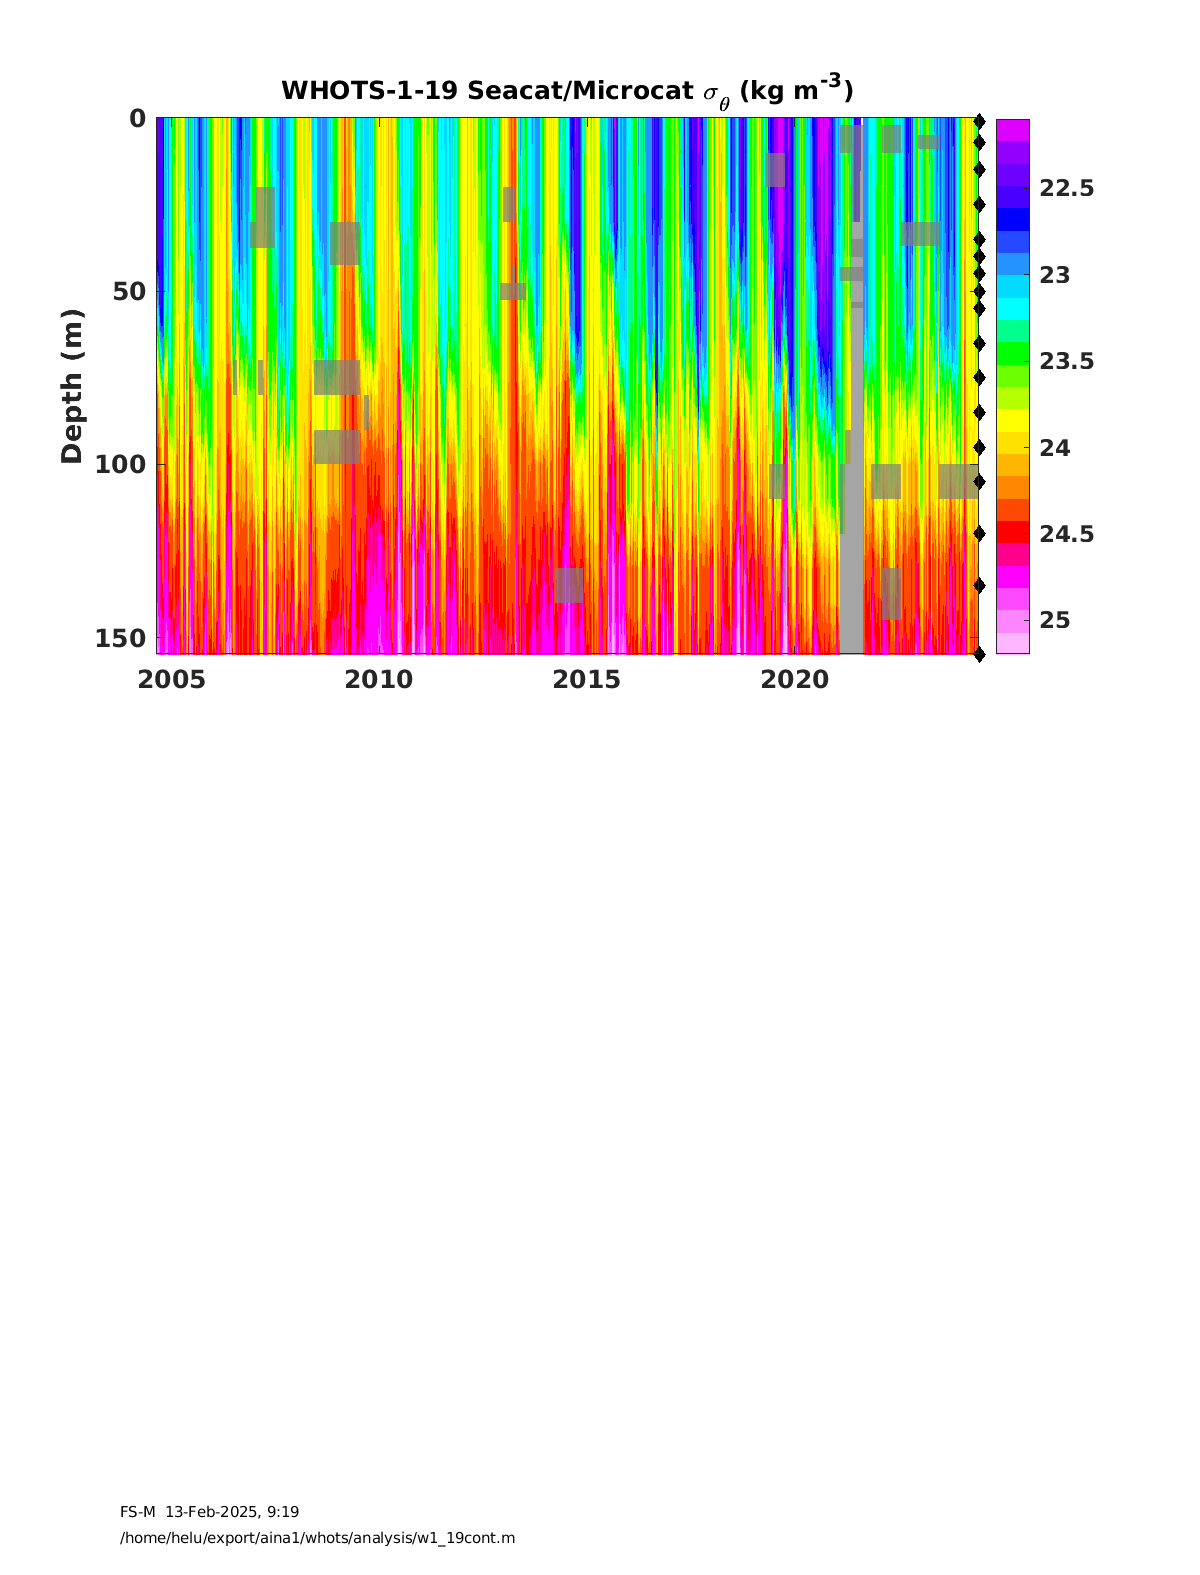 WHOTS-1-19 Seacat/Microcat σθ (kg m-3)
0
50
100
150
Depth (m)
2005 2010 2015 2020
22.5
23
23.5
24
24.5
25
FS-M 13-Feb-2025, 9:19
/home/helu/export/aina1/whots/analysis/w1_19cont.m